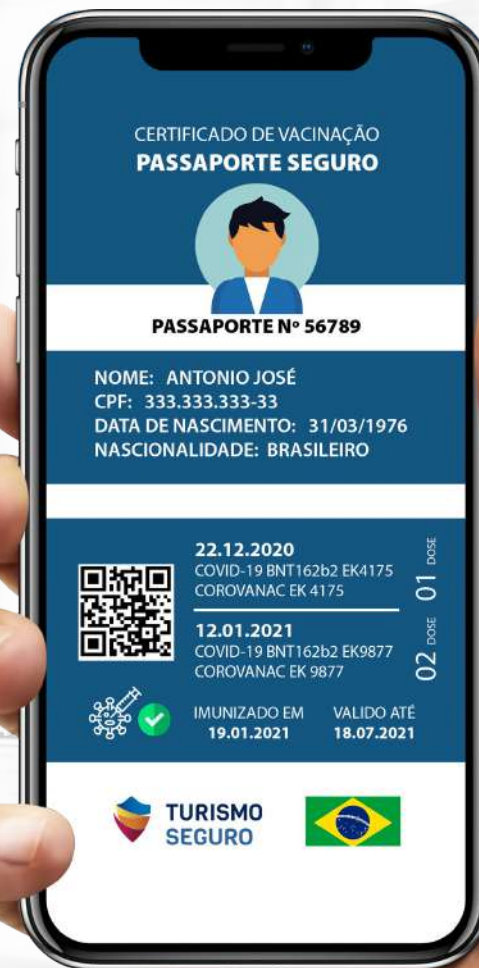 CERTIFICADO DE VACINAÇÃO
PASSAPORTE SEGURO
PASSAPORTE Nº 56789
NOME: ANTONIO JOSÉ
CPF: 333.333.333-33
DATA DE NASCIMENTO: 31/03/1976
NASCIONALIDADE: BRASILEIRO
22.12.2020
COVID-19 BNT162b2 EK4175
COROVANAC EK 4175
01 DOSE
12.01.2021
COVID-19 BNT162b2 EK9877
COROVANAC EK 9877
02 DOSE
IMUNIZADO EM
19.01.2021
VALIDO ATÉ
18.07.2021
TURISMO
SEGURO